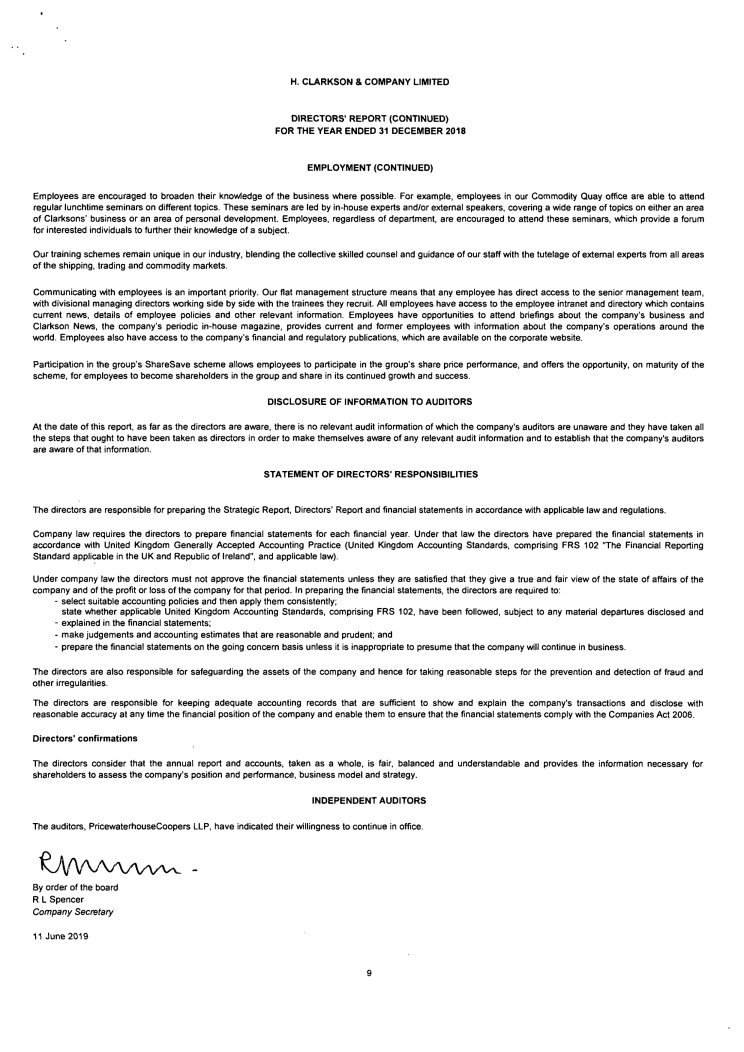 H. CLARKSON & COMPANY LIMITED
DIRECTORS' REPORT (CONTINUED)
FOR THE YEAR ENDED 31 DECEMBER 2018
EMPLOYMENT (CONTINUED)
Employees are encouraged to broaden their knowledge of the business where possible. For example, employees in our Commodity Quay office are able to attend
regular lunchtime seminars on different topics. These seminars are led by in-house experts and/or external speakers, covering a wide range of topics on either an area
of Clarksons' business or an area of personal development. Employees, regardless of department, are encouraged to attend these seminars, which provide a forum
for interested individuals to further their knowledge of a subject.
Our training schemes remain unique in our industry, blending the collective skilled counsel and guidance of our staff with the tutelage of external experts from all areas
of the shipping, trading and commodity markets.
Communicating with employees is an important priority. Our flat management structure means that any employee has direct access to the senior management team,
with divisional managing directors working side by side with the trainees they recruit. All employees have access to the employee intranet and directory which contains
current news, details of employee policies and other relevant information. Employees have opportunities to attend briefings about the company's business and
Clarkson News, the company's periodic in-house magazine, provides current and former employees with information about the company's operations around the
world. Employees also have access to the company's financial and regulatory publications, which are available on the corporate website.
Participation in the group's ShareSave scheme allows employees to participate in the group's share price performance, and offers the opportunity, on maturity of the
scheme, for employees to become shareholders in the group and share in its continued growth and success.
DISCLOSURE OF INFORMATION TO AUDITORS
At the date of this report, as far as the directors are aware, there is no relevant audit information of which the company's auditors are unaware and they have taken all
the steps that ought to have been taken as directors in order to make themselves aware of any relevant audit information and to establish that the company's auditors
are aware of that information.
STATEMENT OF DIRECTORS' RESPONSIBILITIES
The directors are responsible for preparing the Strategic Report, Directors' Report and financial statements in accordance with applicable law and regulations.
Company law requires the directors to prepare financial statements for each financial year. Under that law the directors have prepared the financial statements in
accordance with United Kingdom Generally Accepted Accounting Practice (United Kingdom Accounting Standards, comprising FRS 102 "The Financial Reporting
Standard applicable in the UK and Republic of Ireland", and applicable law).
Under company law the directors must not approve the financial statements unless they are satisfied that they give a true and fair view of the state of affairs of the
company and of the profit or loss of the company for that period. In preparing the financial statements, the directors are required to:
- select suitable accounting policies and then apply them consistently;
state whether applicable United Kingdom Accounting Standards, comprising FRS 102, have been followed, subject to any material departures disclosed and
- explained in the financial statements;
- make judgements and accounting estimates that are reasonable and prudent; and
- prepare the financial statements on the going concern basis unless it is inappropriate to presume that the company will continue in business.
The directors are also responsible for safeguarding the assets of the company and hence for taking reasonable steps for the prevention and detection of fraud and
other irregularities.
The directors are responsible for keeping adequate accounting records that are sufficient to show and explain the company's transactions and disclose with
reasonable accuracy at any time the financial position of the company and enable them to ensure that the financial statements comply with the Companies Act 2006.
Directors' confirmations
The directors consider that the annual report and accounts, taken as a whole, is fair, balanced and understandable and provides the information necessary for
shareholders to assess the company's position and performance, business model and strategy.
INDEPENDENT AUDITORS
The auditors, PricewaterhouseCoopers LLP, have indicated their willingness to continue in office.
By order of the board
R L Spencer
Company Secretary
11 June 2019
9